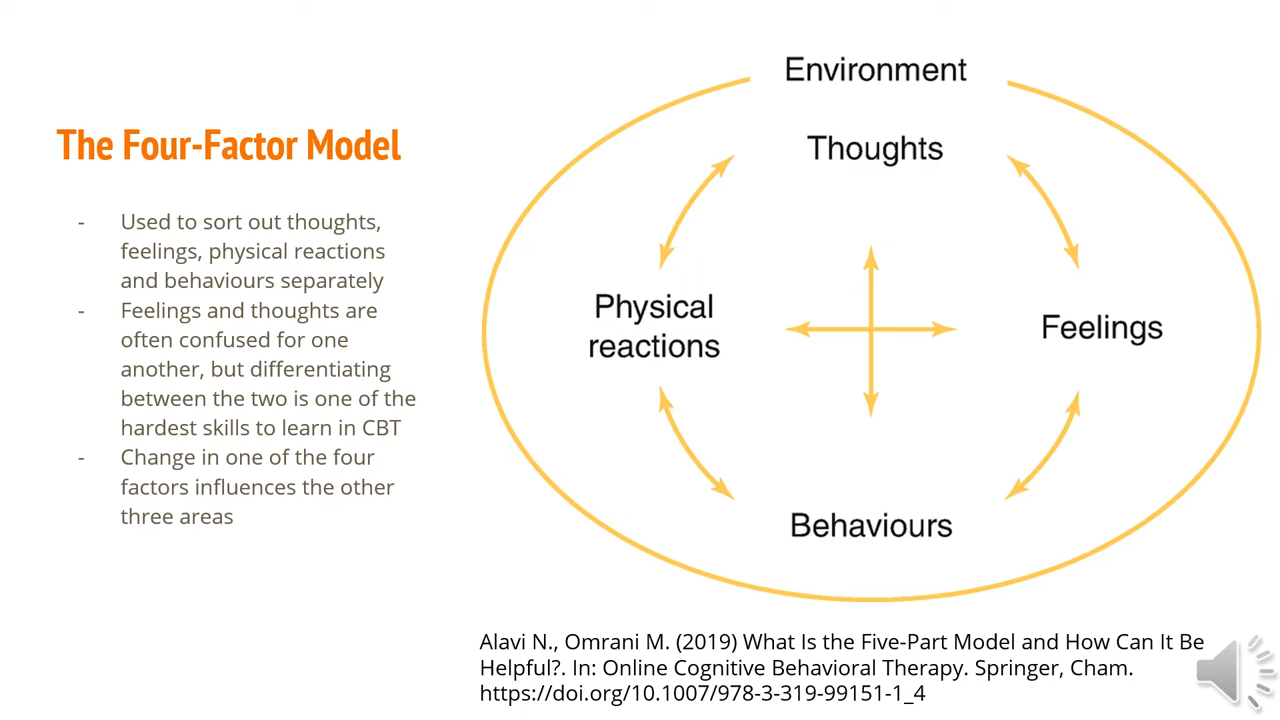 The Four-Factor Model
- Used to sort out thoughts,
feelings, physical reactions
and behaviours separately
- Feelings and thoughts are
often confused for one
another, but differentiating
between the two is one of the
hardest skills to learn in CBT
- Change in one of the four
factors influences the other
three areas
Environment
Thoughts
Physical
reactions
Feelings
Behaviours
Alavi N., Omrani M. (2019) What Is the Five-Part Model and How Can It Be
Helpful?. In: Online Cognitive Behavioral Therapy. Springer, Cham.
https://doi.org/10.1007/978-3-319-99151-1_4